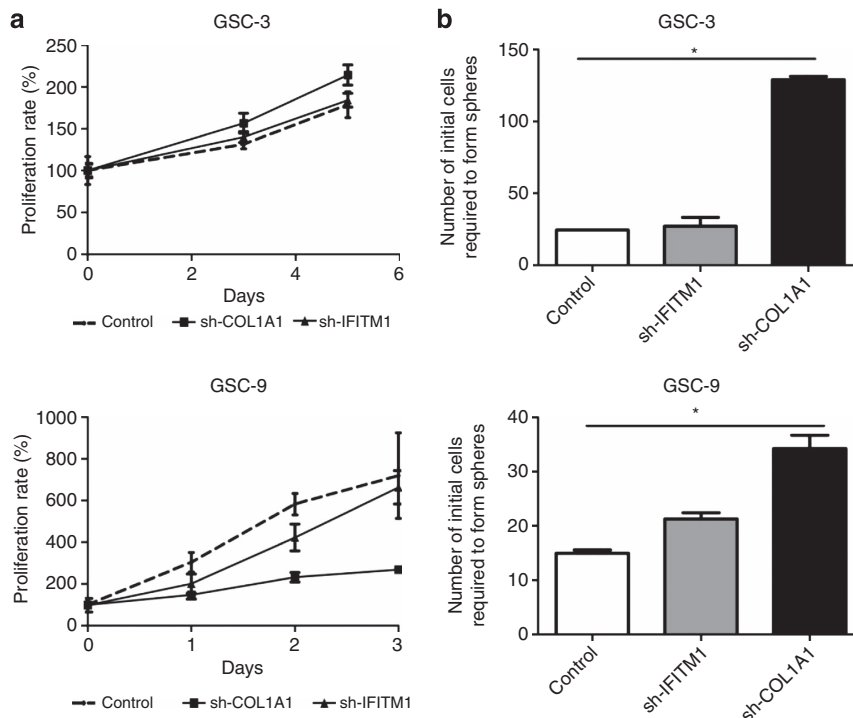 a
GSC-3
Proliferation rate (%)
250
200
150
100
50
0
0 2 4 6
Days
Control sh-COL1A1 sh-IFITM1
b
GSC-3
Number of initial cells
required to form spheres
150
100
50
0
*
Control
sh-IFITM1
sh-COL1A1
GSC-9
Proliferation rate (%)
1000
800
600
400
200
0
0 1 2 3
Days
Control sh-COL1A1 sh-IFITM1
GSC-9
Number of initial cells
required to form spheres
40
30
20
10
0
*
Control
sh-IFITM1
sh-COL1A1